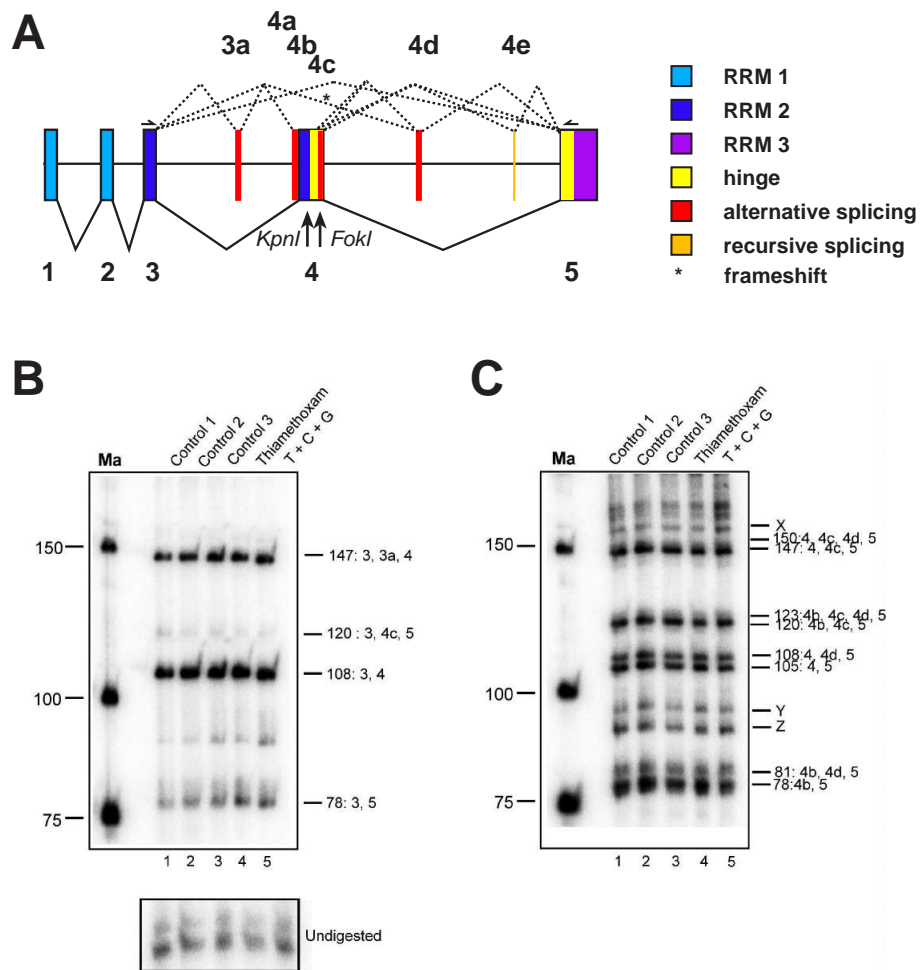 A
3a
4a
4b
4c
4d
4e
*
KpnI
FokI
1
2
3
4
5
RRM 1
RRM 2
RRM 3
hinge
alternative splicing
recursive splicing
* frameshift
B
Ma
Control 1
Control 2
Control 3
Thiamethoxam
T + C + G
150
100
75
147: 3, 3a, 4
120 : 3, 4c, 5
108: 3, 4
78: 3, 5
1 2 3 4 5
Undigested
C
Ma
Control 1
Control 2
Control 3
Thiamethoxam
T + C + G
150
100
75
X
150:4, 4c, 4d, 5
147: 4, 4c, 5
123:4b, 4c, 4d, 5
120: 4b, 4c, 5
108: 4, 4d, 5
105: 4, 5
Y
Z
81: 4b, 4d, 5
78:4b, 5
1 2 3 4 5